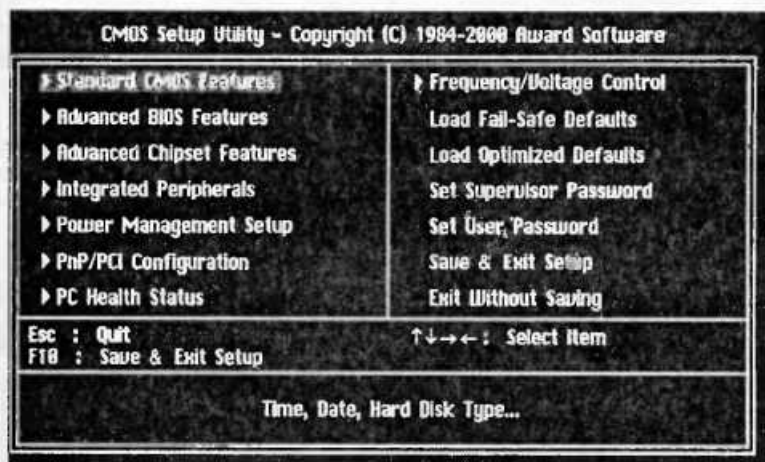 CMOS Setup Utility - Copyright (C) 1984-2000 Award Software
▶ Standard CMOS Features
▶ Advanced BIOS Features
▶ Advanced Chipset Features
▶ Integrated Peripherals
▶ Power Management Setup
▶ PnP/PCI Configuration
▶ PC Health Status
▶ Frequency/Voltage Control
Load Fail-Safe Defaults
Load Optimized Defaults
Set Supervisor Password
Set User Password
Save & Exit Setup
Exit Without Saving
Esc : Quit
F10 : Save & Exit Setup
↑↓→← : Select Item
Time, Date, Hard Disk Type...